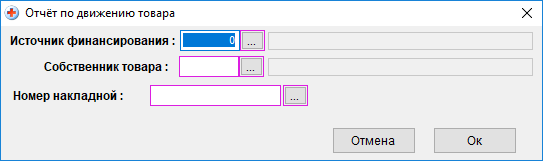 Отчёт по движению товара
Источник финансирования : 0 ...
Собственник товара : ...
Номер накладной : ...
Отмена Ок